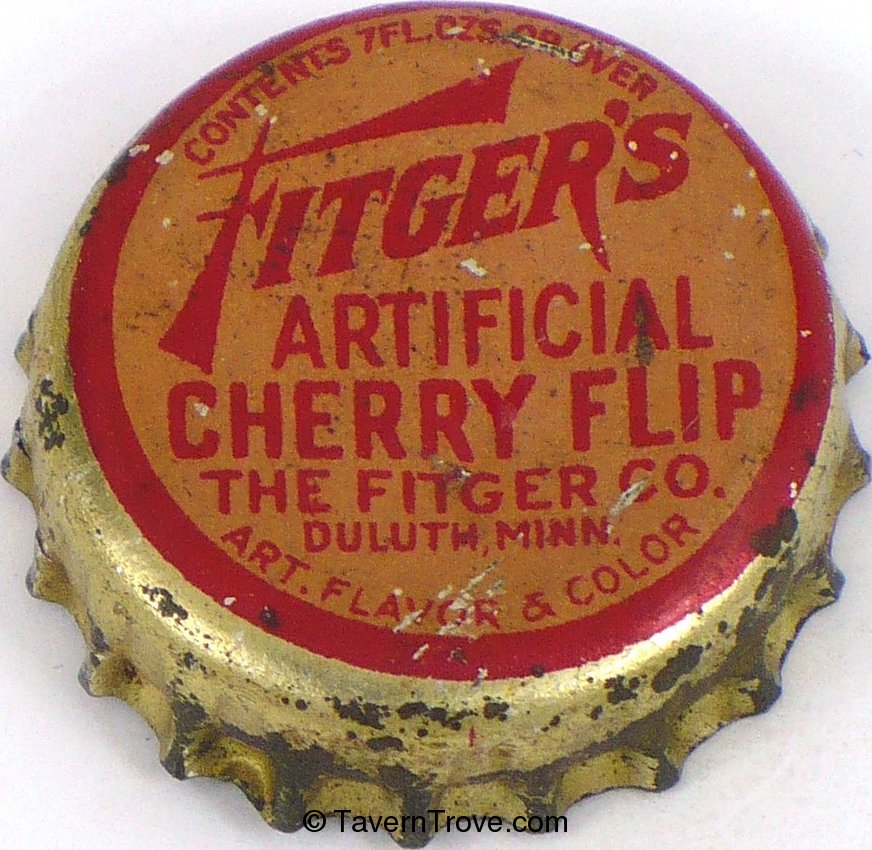 CONTENTS 7FL.OZS. OR OVER
FITGER'S
ARTIFICIAL
CHERRY FLIP
THE FITGER CO.
DULUTH, MINN.
ART. FLAVOR & COLOR
© TavernTrove.com